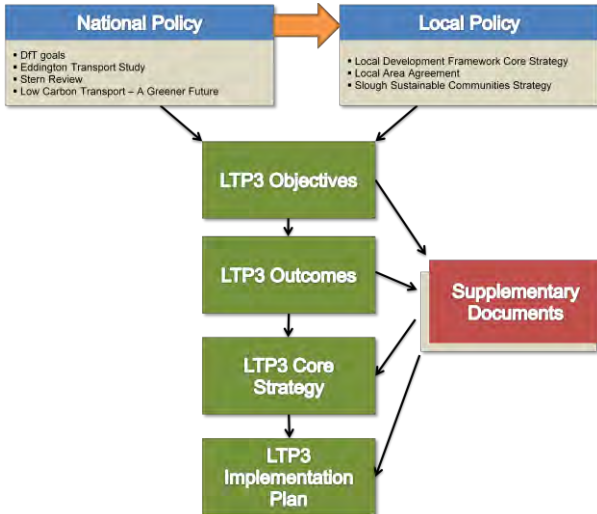 National Policy
▪ DfT goals
▪ Eddington Transport Study
▪ Stern Review
▪ Low Carbon Transport – A Greener Future
Local Policy
▪ Local Development Framework Core Strategy
▪ Local Area Agreement
▪ Slough Sustainable Communities Strategy
LTP3 Objectives
LTP3 Outcomes
Supplementary
Documents
LTP3 Core
Strategy
LTP3
Implementation
Plan